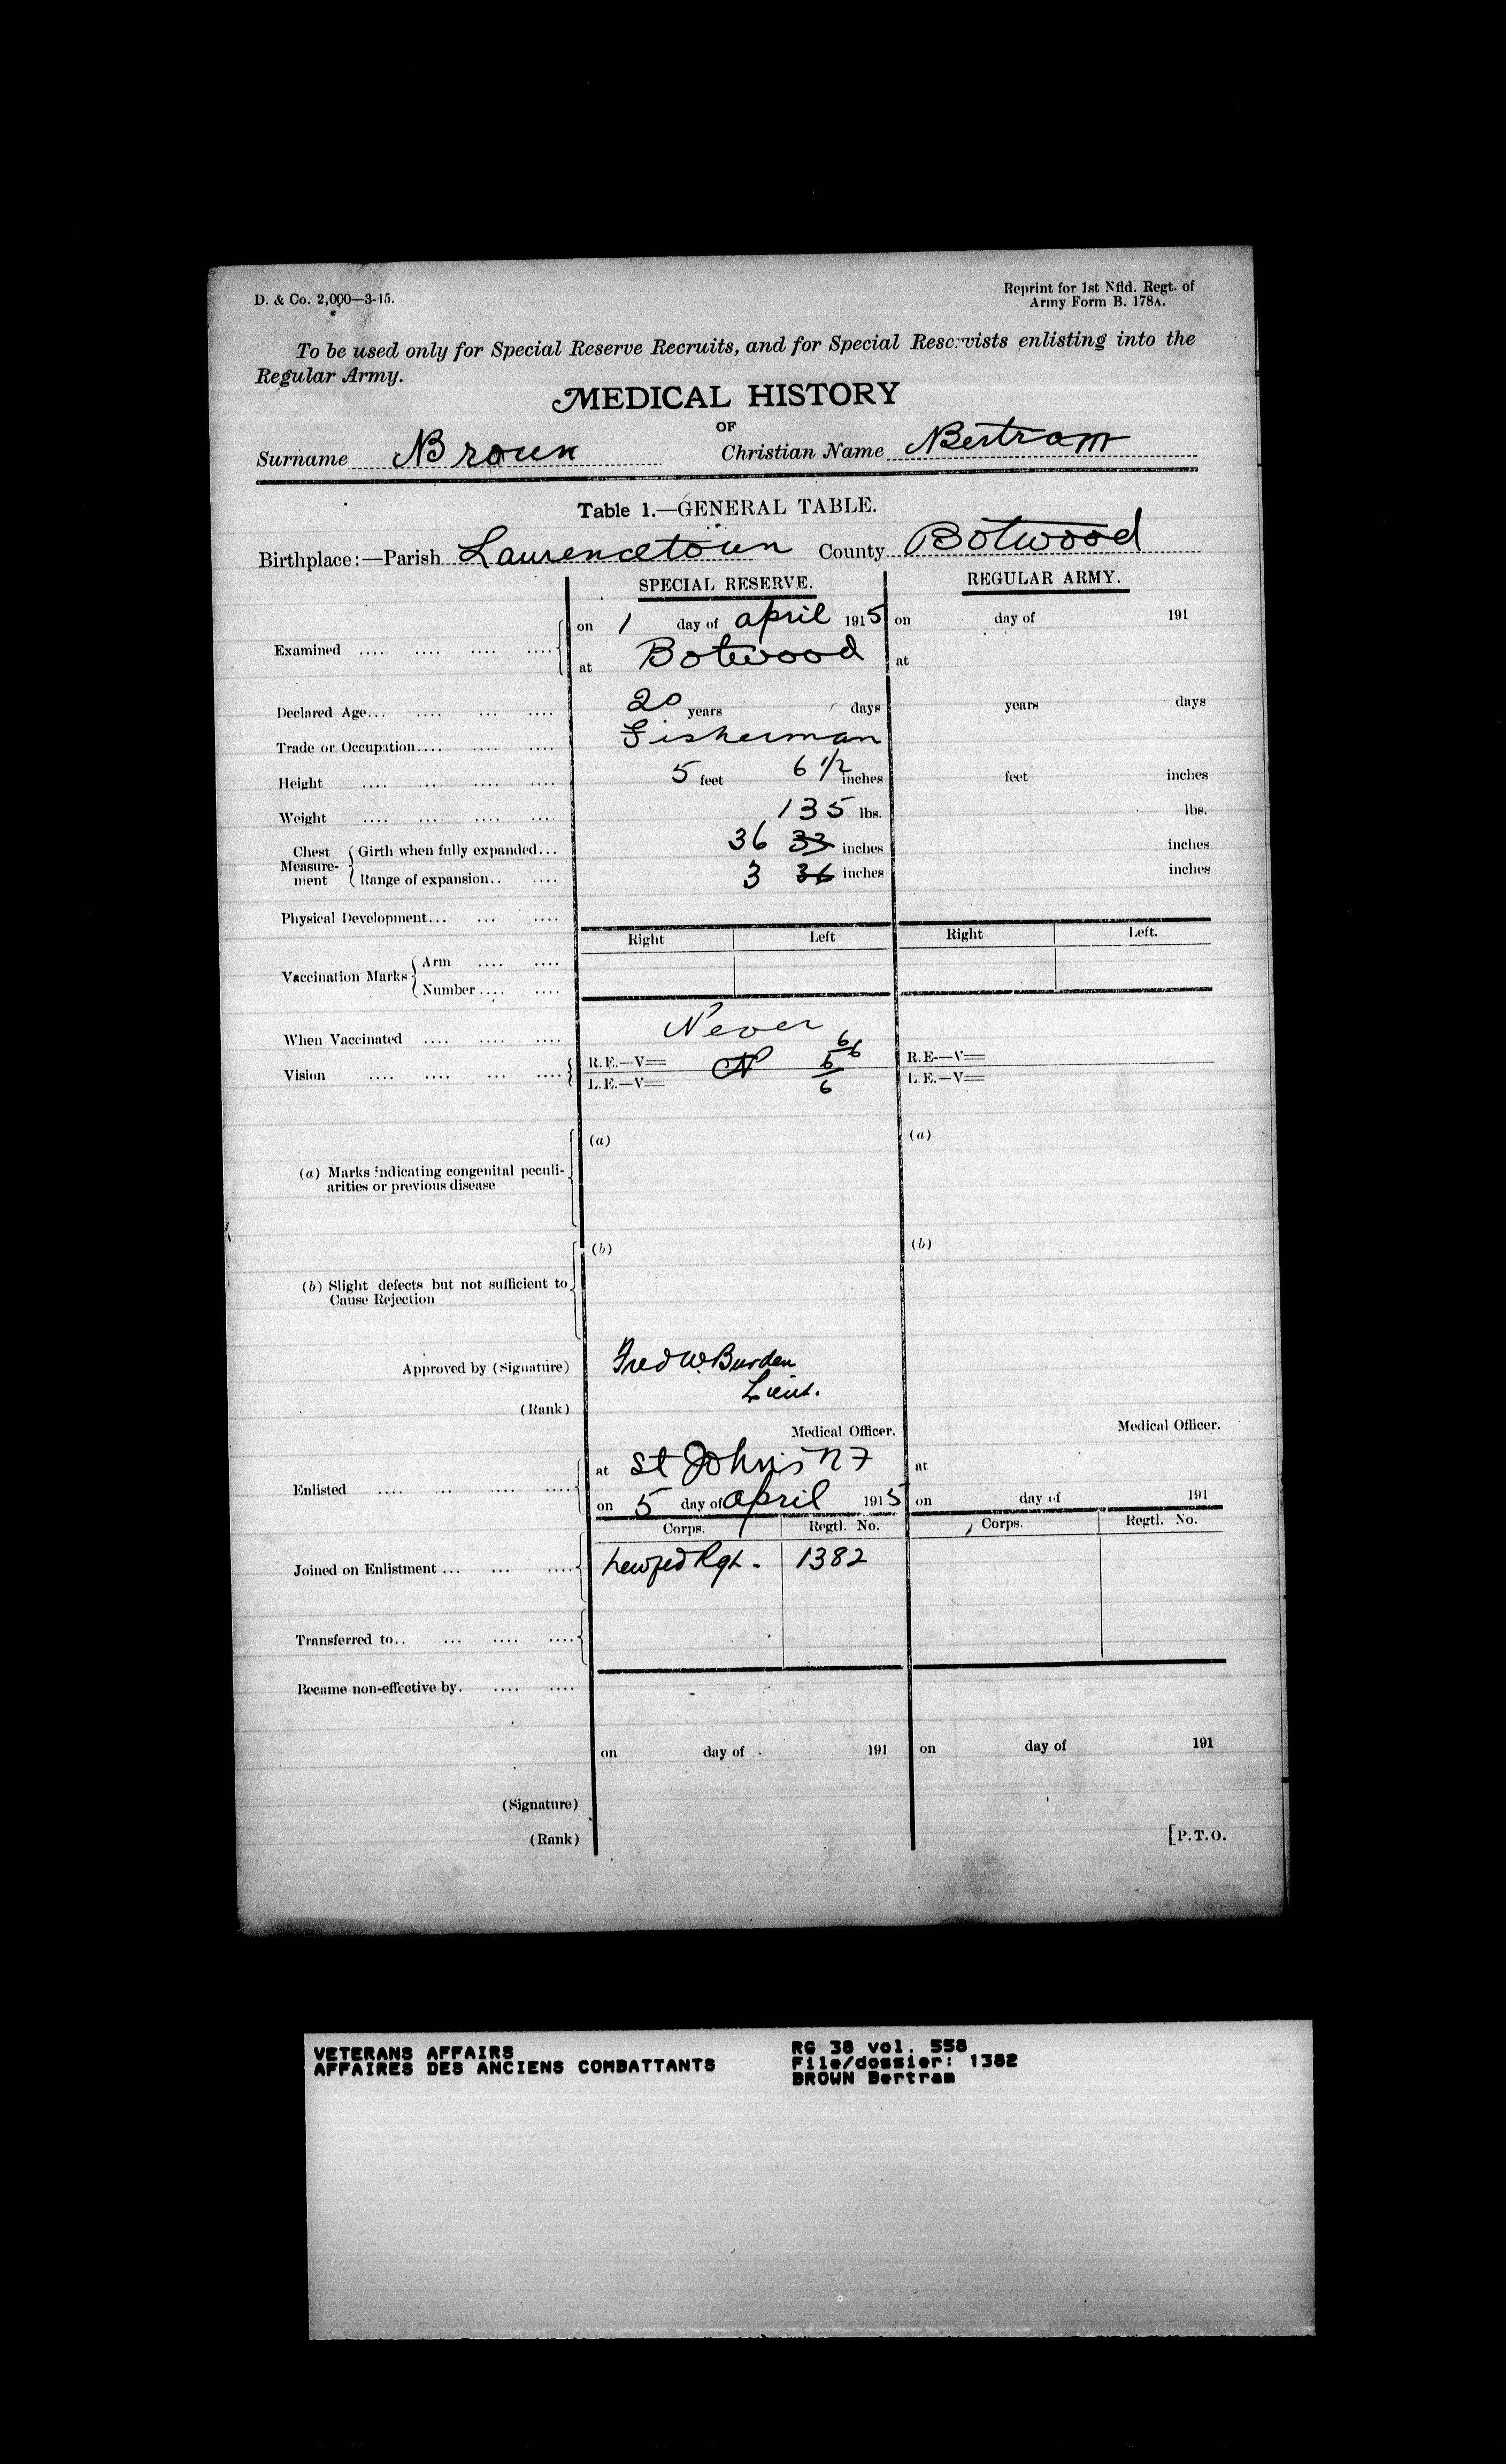 D. & Co. 2,000—3-15.
Reprint for 1st Nfld. Regt. of
Army Form B. 178A.
To be used only for Special Reserve Recruits, and for Special Reservists enlisting into the
Regular Army.
MEDICAL HISTORY
OF
Surname Brown Christian Name Bertram
Table 1.—GENERAL TABLE.
Birthplace:—Parish Laurencetown County Botwood
SPECIAL RESERVE. REGULAR ARMY.
Examined .... .... .... .... on 1 day of april 1915 on day of 191
at Botwood at
Declared Age... .... ... .... 20 years days years days
Trade or Occupation.... .... .... Fisherman
Height .... ... .... .... 5 feet 6 1/2 inches feet inches
Weight .... .... .... .... 135 lbs. lbs.
Chest Measurement Girth when fully expanded... 36 33 inches inches
Range of expansion.. .... 3 36 inches inches
Physical Development... ... ....
Right Left Right Left.
Vaccination Marks Arm .... ....
Number .... ....
When Vaccinated .... .... .... Never
Vision .... .... ... .... R.E.—V= N 6/6 R.E—V=
L.E.—V= 6/6 L.E.—V=
(a) (a)
(a) Marks indicating congenital peculi-
arities or previous disease
(b) (b)
(b) Slight defects but not sufficient to
Cause Rejection
Approved by (Signature) Fred W. Burden
Lieut.
(Rank)
Medical Officer. Medical Officer.
Enlisted .... ... .... .... at St John's N F at
on 5 day of april 1915 on day of 191
Corps. Regtl. No. Corps. Regtl. No.
Joined on Enlistment ... ... .... Newfed Rgt. 1382
Transferred to.. ... .... ....
Became non-effective by. .... ....
on day of 191 on day of 191
(Signature)
(Rank)
[P.T.O.
VETERANS AFFAIRS RG 38 vol. 558
AFFAIRES DES ANCIENS COMBATTANTS File/dossier: 1382
BROWN Bertram